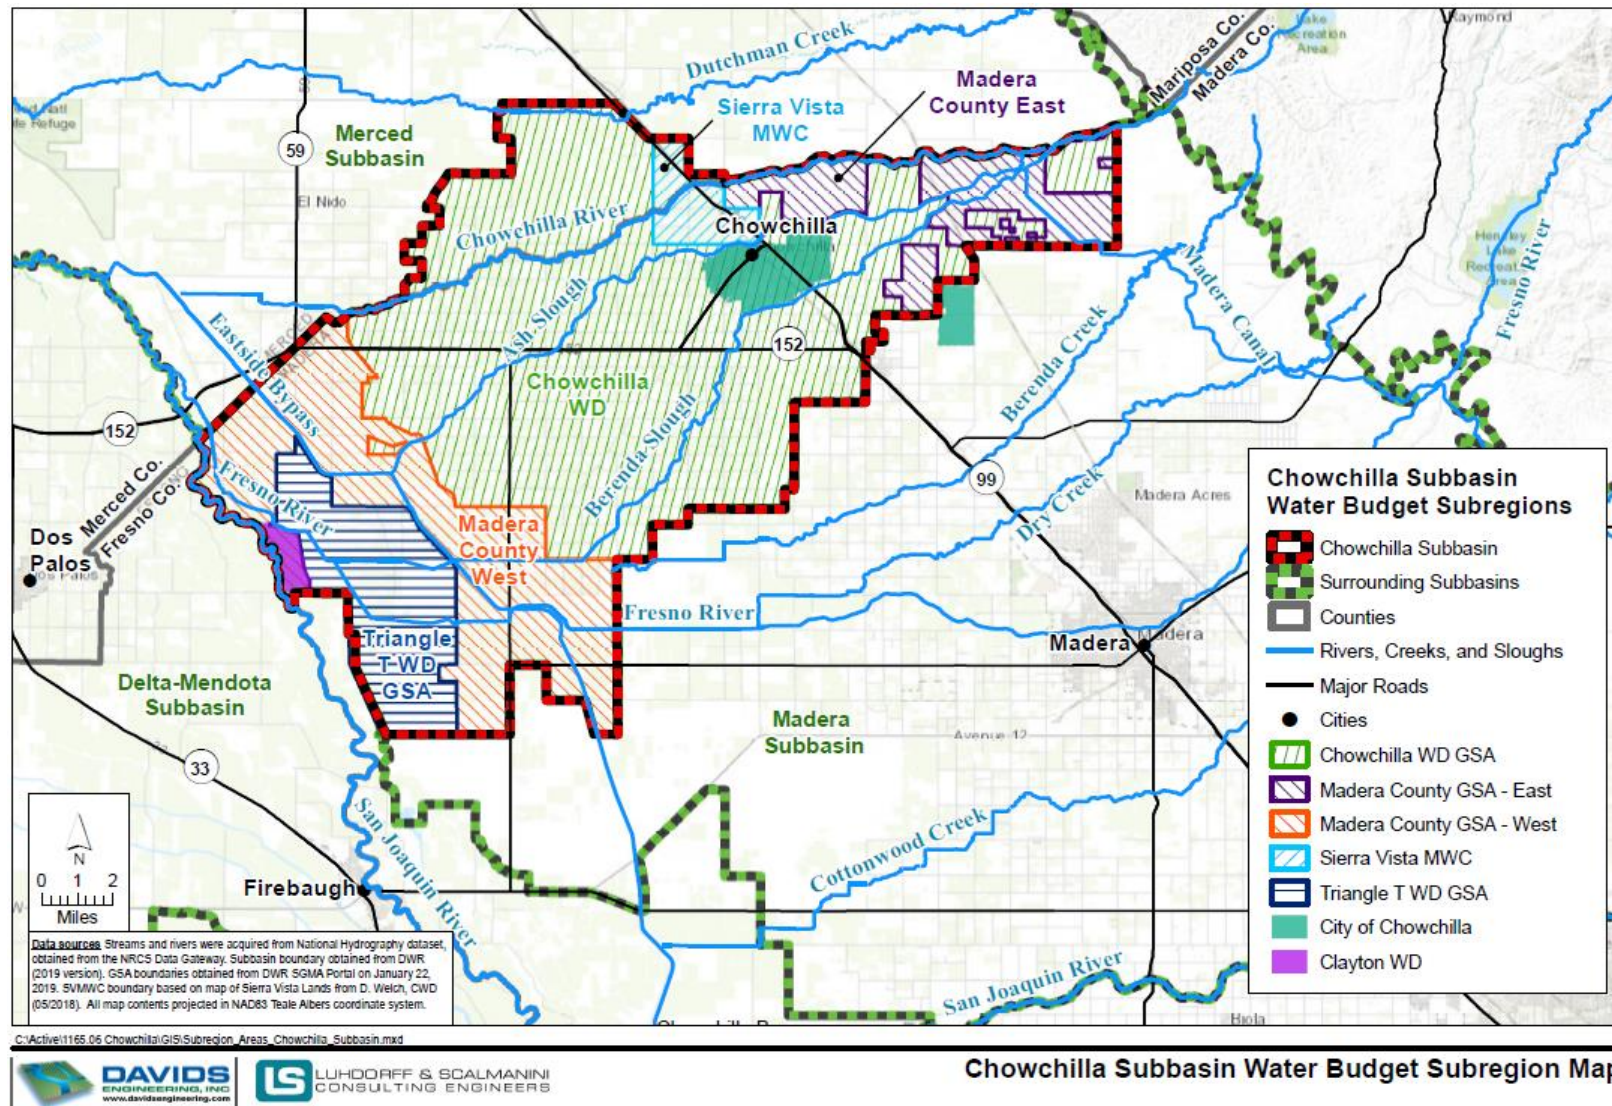 Raymond
Lake
Recreation
Area
Mariposa Co.
Madera Co.
Dutchman Creek
Madera
County East
Sierra Vista
MWC
Merced
Subbasin
59
El Nido
Chowchilla River
Chowchilla
Madera Canal
Fresno River
Eastside Bypass
Ash Slough
152
Chowchilla
WD
Berenda Slough
Berenda Creek
152
Merced Co.
Fresno Co.
Fresno River
99
Dry Creek
Madera Acres
Dos
Palos
Madera
County
West
Fresno River
Madera
Madera
Triangle
T WD
GSA
Delta-Mendota
Subbasin
Madera
Subbasin
Avenue 12
33
San Joaquin River
Cottonwood Creek
Firebaugh
San Joaquin River
Biola
N
0 1 2
Miles
Data sources Streams and rivers were acquired from National Hydrography dataset,
obtained from the NRCS Data Gateway. Subbasin boundary obtained from DWR
(2019 version). GSA boundaries obtained from DWR SGMA Portal on January 22,
2019. SVMWC boundary based on map of Sierra Vista Lands from D. Welch, CWD
(05/2018). All map contents projected in NAD83 Teale Albers coordinate system.
Chowchilla Subbasin
Water Budget Subregions
Chowchilla Subbasin
Surrounding Subbasins
Counties
Rivers, Creeks, and Sloughs
Major Roads
Cities
Chowchilla WD GSA
Madera County GSA - East
Madera County GSA - West
Sierra Vista MWC
Triangle T WD GSA
City of Chowchilla
Clayton WD
C:\Active\1165.06 Chowchilla\GIS\Subregion_Areas_Chowchilla_Subbasin.mxd
DAVIDS
ENGINEERING, INC
www.davidsengineering.com
LS
LUHDORFF & SCALMANINI
CONSULTING ENGINEERS
Chowchilla Subbasin Water Budget Subregion Map